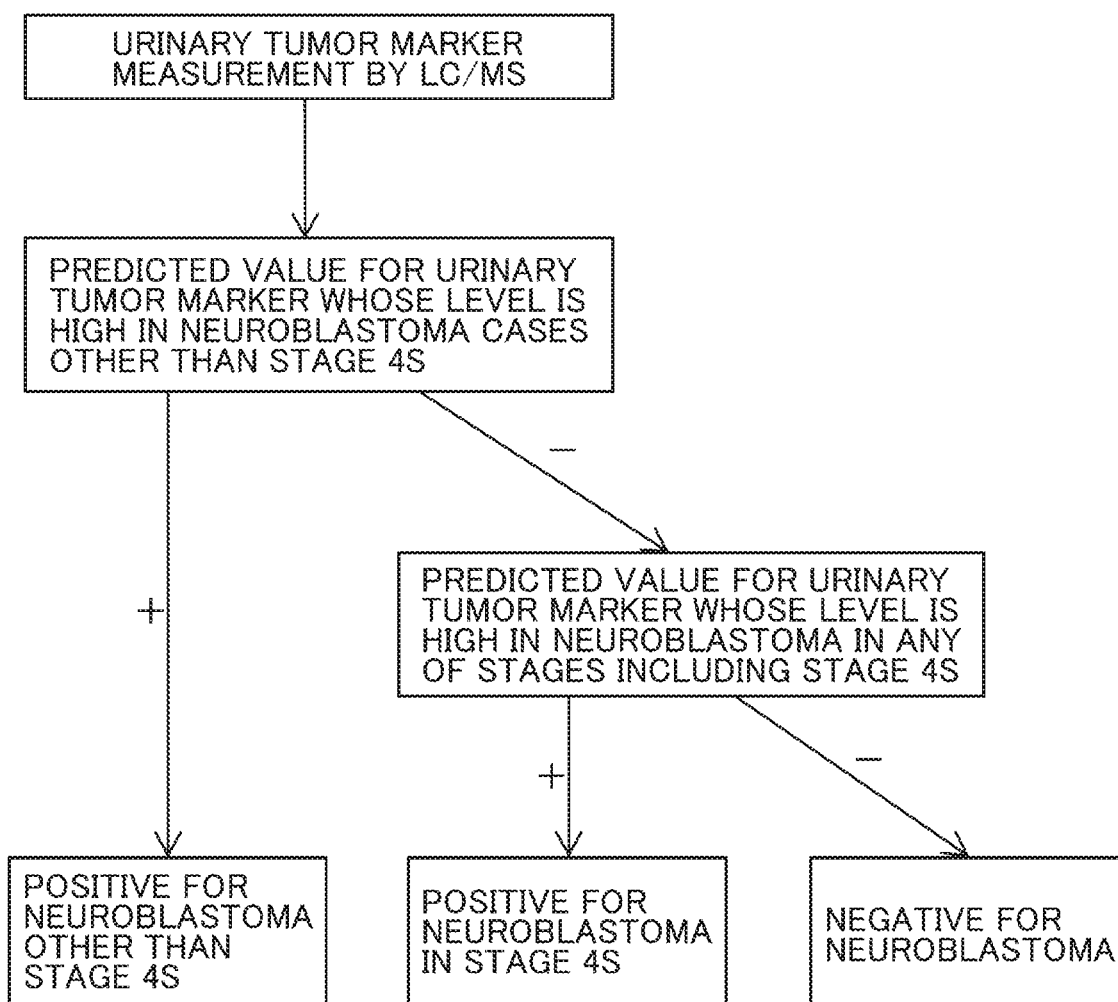 URINARY TUMOR MARKER
MEASUREMENT BY LC/MS
PREDICTED VALUE FOR URINARY
TUMOR MARKER WHOSE LEVEL IS
HIGH IN NEUROBLASTOMA CASES
OTHER THAN STAGE 4S
—
PREDICTED VALUE FOR URINARY
TUMOR MARKER WHOSE LEVEL IS
HIGH IN NEUROBLASTOMA IN ANY
OF STAGES INCLUDING STAGE 4S
+
+
—
POSITIVE FOR
NEUROBLASTOMA
OTHER THAN
STAGE 4S
POSITIVE FOR
NEUROBLASTOMA
IN STAGE 4S
NEGATIVE FOR
NEUROBLASTOMA